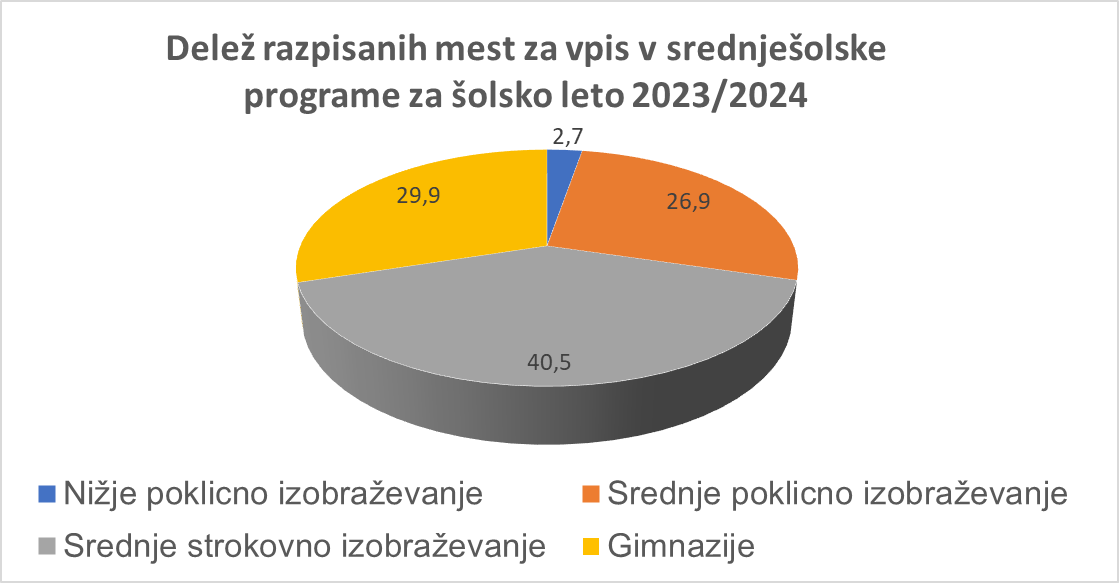 Delež razpisanih mest za vpis v srednješolske
programe za šolsko leto 2023/2024
2,7
29,9
26,9
40,5
Nižje poklicno izobraževanje
Srednje poklicno izobraževanje
Srednje strokovno izobraževanje
Gimnazije